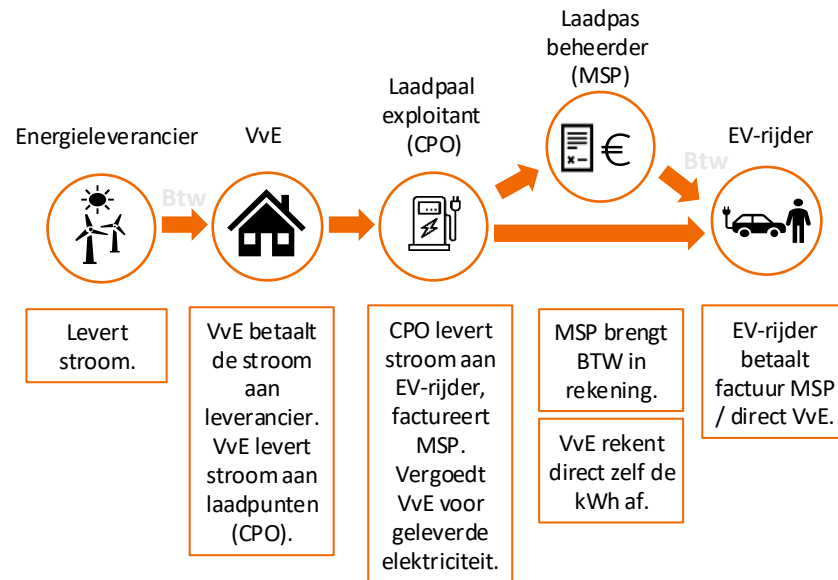 Energieleverancier
VvE
Laadpaal
exploitant
(CPO)
Laadpas
beheerder
(MSP)
EV-rijder
Btw
€
Btw
Levert
stroom.
VvE betaalt
de stroom
aan
leverancier.
VvE levert
stroom aan
laadpunten
(CPO).
CPO levert
stroom aan
EV-rijder,
factureert
MSP.
Vergoedt
VvE voor
geleverde
elektriciteit.
MSP brengt
BTW in
rekening.
VvE rekent
direct zelf de
kWh af.
EV-rijder
betaalt
factuur MSP
/ direct VvE.